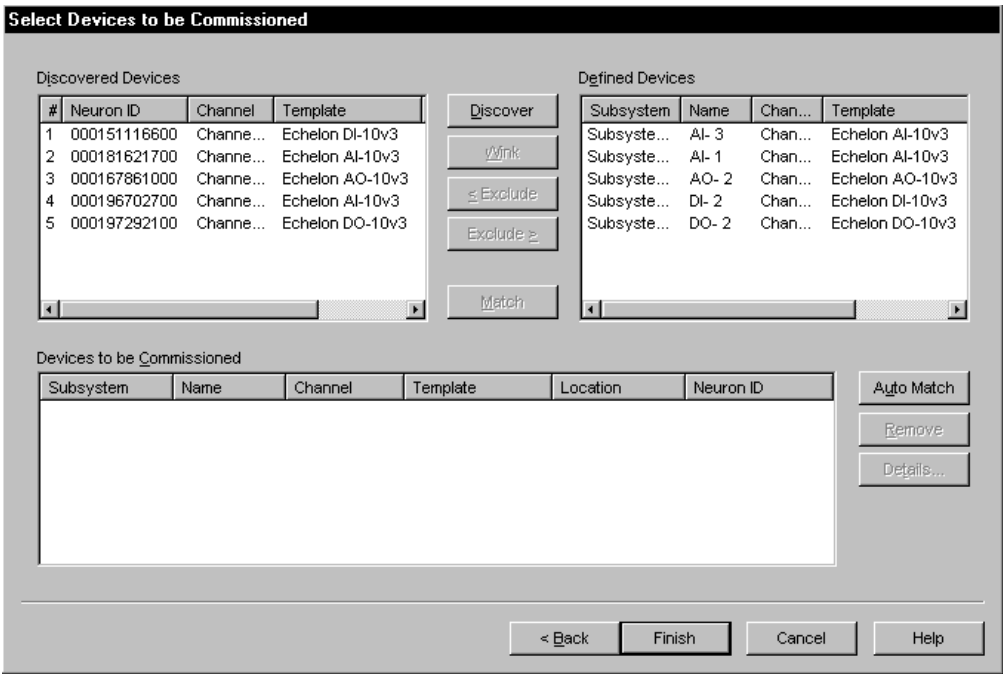 Select Devices to be Commissioned
Discovered Devices
# Neuron ID Channel Template
1 000151116600 Channe... Echelon DI-10v3
2 000181621700 Channe... Echelon AI-10v3
3 000167861000 Channe... Echelon AO-10v3
4 000196702700 Channe... Echelon AI-10v3
5 000197292100 Channe... Echelon DO-10v3
Discover
Wink
< Exclude
Exclude >
Match
Defined Devices
Subsystem Name Chan... Template
Subsyste... AI- 3 Chan... Echelon AI-10v3
Subsyste... AI- 1 Chan... Echelon AI-10v3
Subsyste... AO- 2 Chan... Echelon AO-10v3
Subsyste... DI- 2 Chan... Echelon DI-10v3
Subsyste... DO- 2 Chan... Echelon DO-10v3
Devices to be Commissioned
Subsystem Name Channel Template Location Neuron ID
Auto Match
Remove
Details...
< Back Finish Cancel Help